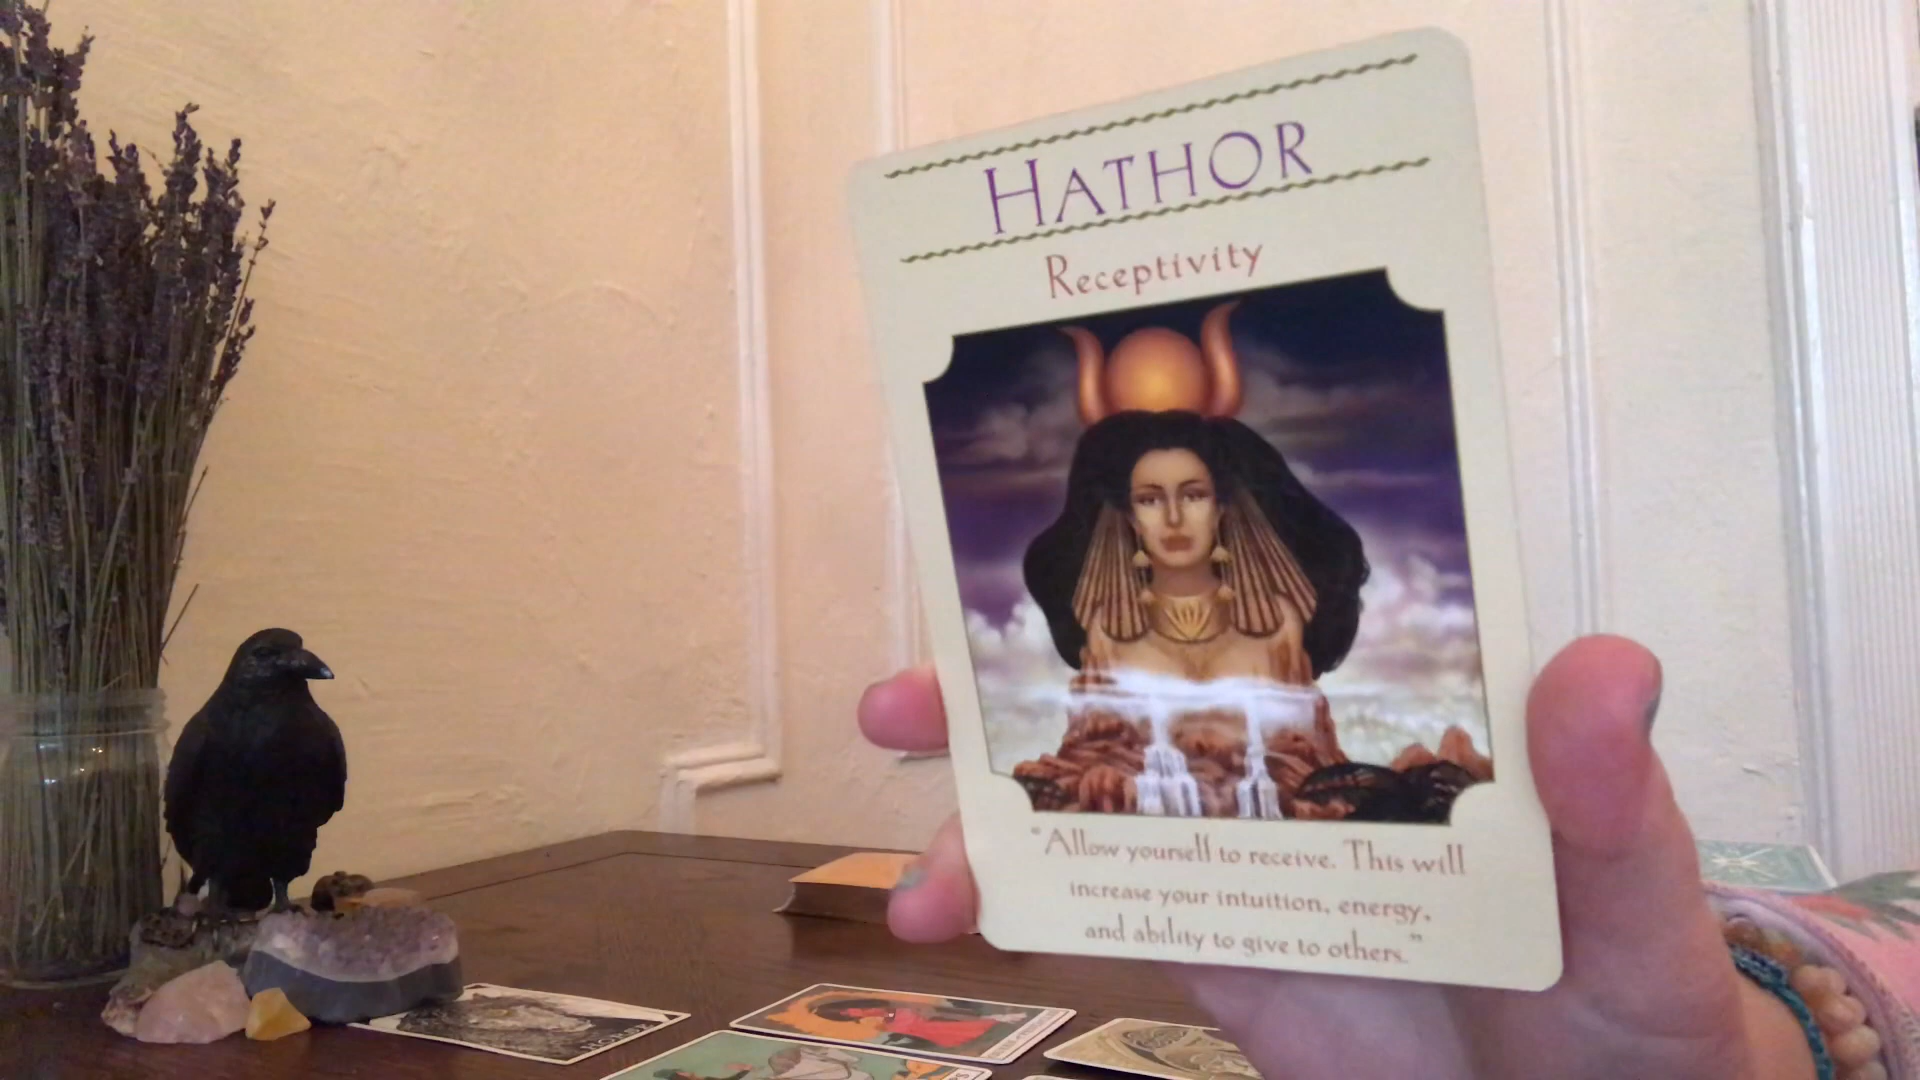 HATHOR
Receptivity
"Allow yourself to receive. This will
increase your intuition, energy,
and ability to give to others."